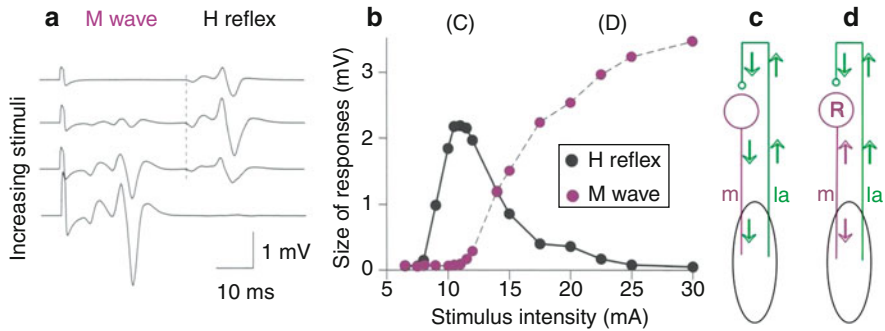 a
M wave
H reflex
Increasing stimuli
1 mV
10 ms
b
(C)
(D)
Size of responses (mV)
3
2
1
0
H reflex
M wave
5
10
15
20
25
30
Stimulus intensity (mA)
c
m
Ia
d
R
m
Ia